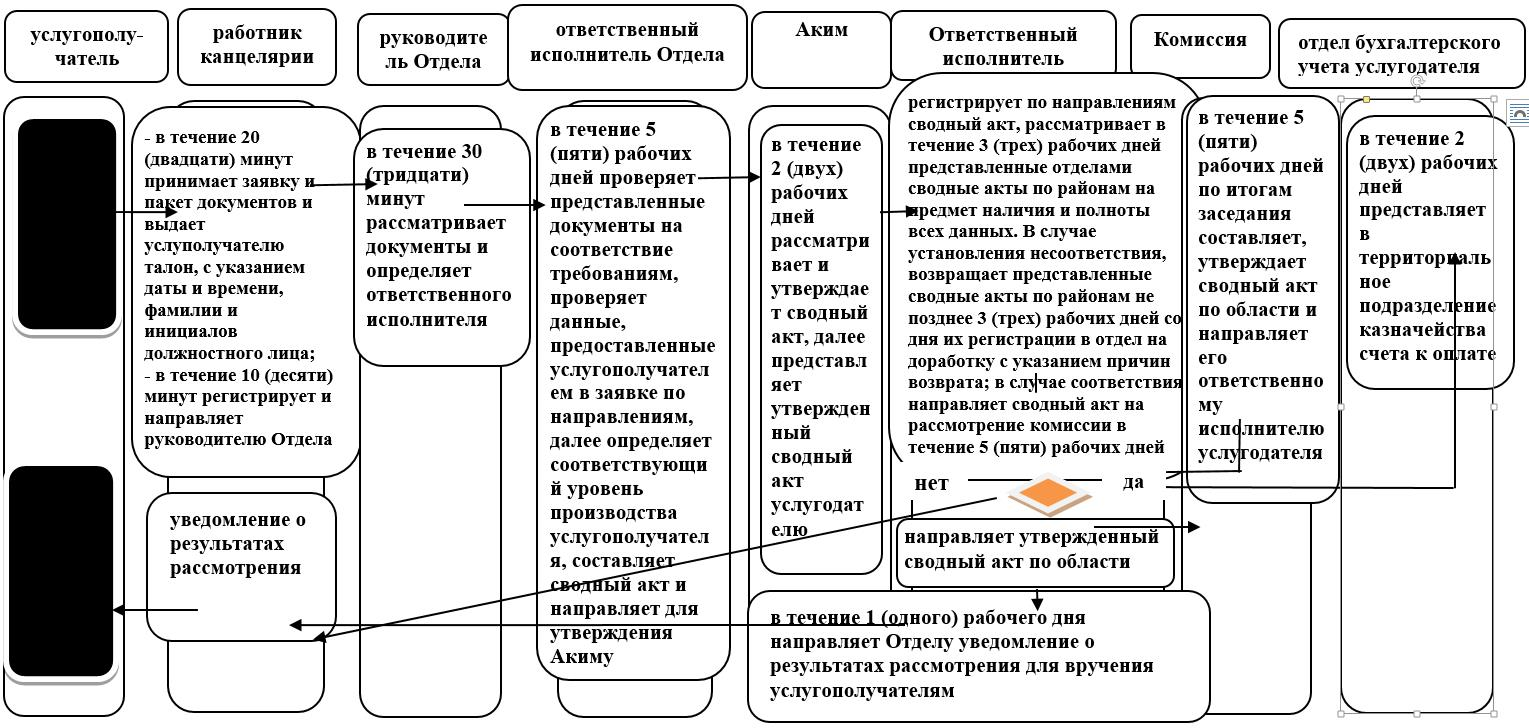 услугополу-
чатель
работник
канцелярии
руководите
ль Отдела
ответственный
исполнитель Отдела
Аким
Ответственный
исполнитель
Комиссия
отдел бухгалтерского
учета услугодателя
- в течение 20
(двадцати) минут
принимает заявку и
пакет документов и
выдает
услуполучателю
талон, с указанием
даты и времени,
фамилии и
инициалов
должностного лица;
- в течение 10 (десяти)
минут регистрирует и
направляет
руководителю Отдела
уведомление о
результатах
рассмотрения
в течение 30
(тридцати)
минут
рассматривает
документы и
определяет
ответственного
исполнителя
в течение 5
(пяти) рабочих
дней проверяет
представленные
документы на
соответствие
требованиям,
проверяет
данные,
предоставленные
услугополучател
ем в заявке по
направлениям,
далее определяет
соответствующи
й уровень
производства
услугополучател
я, составляет
сводный акт и
направляет для
утверждения
Акиму
в течение
2 (двух)
рабочих
дней
рассматри
вает и
утверждае
т сводный
акт, далее
представл
яет
утвержден
ный
сводный
акт
услугодат
елю
регистрирует по направлениям
сводный акт, рассматривает в
течение 3 (трех) рабочих дней
представленные отделами
сводные акты по районам на
предмет наличия и полноты
всех данных. В случае
установления несоответствия,
возвращает представленные
сводные акты по районам не
позднее 3 (трех) рабочих дней со
дня их регистрации в отдел на
доработку с указанием причин
возврата; в случае соответствия
направляет сводный акт на
рассмотрение комиссии в
течение 5 (пяти) рабочих дней
нет
да
направляет утвержденный
сводный акт по области
в течение 1 (одного) рабочего дня
направляет Отделу уведомление о
результатах рассмотрения для вручения
услугополучателям
в течение 5
(пяти)
рабочих дней
по итогам
заседания
составляет,
утверждает
сводный акт
по области и
направляет
его
ответственно
му
исполнителю
услугодателя
в течение 2
(двух) рабочих
дней
представляет
в
территориаль
ное
подразделение
казначейства
счета к оплате